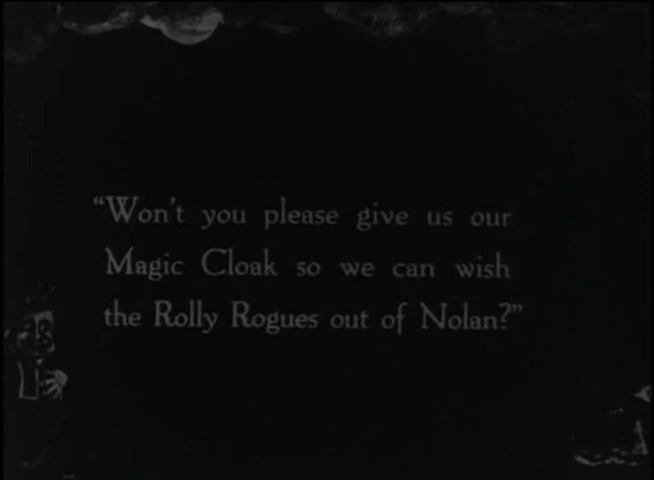 “Won't you please give us our
Magic Cloak so we can wish
the Rolly Rogues out of Nolan?”